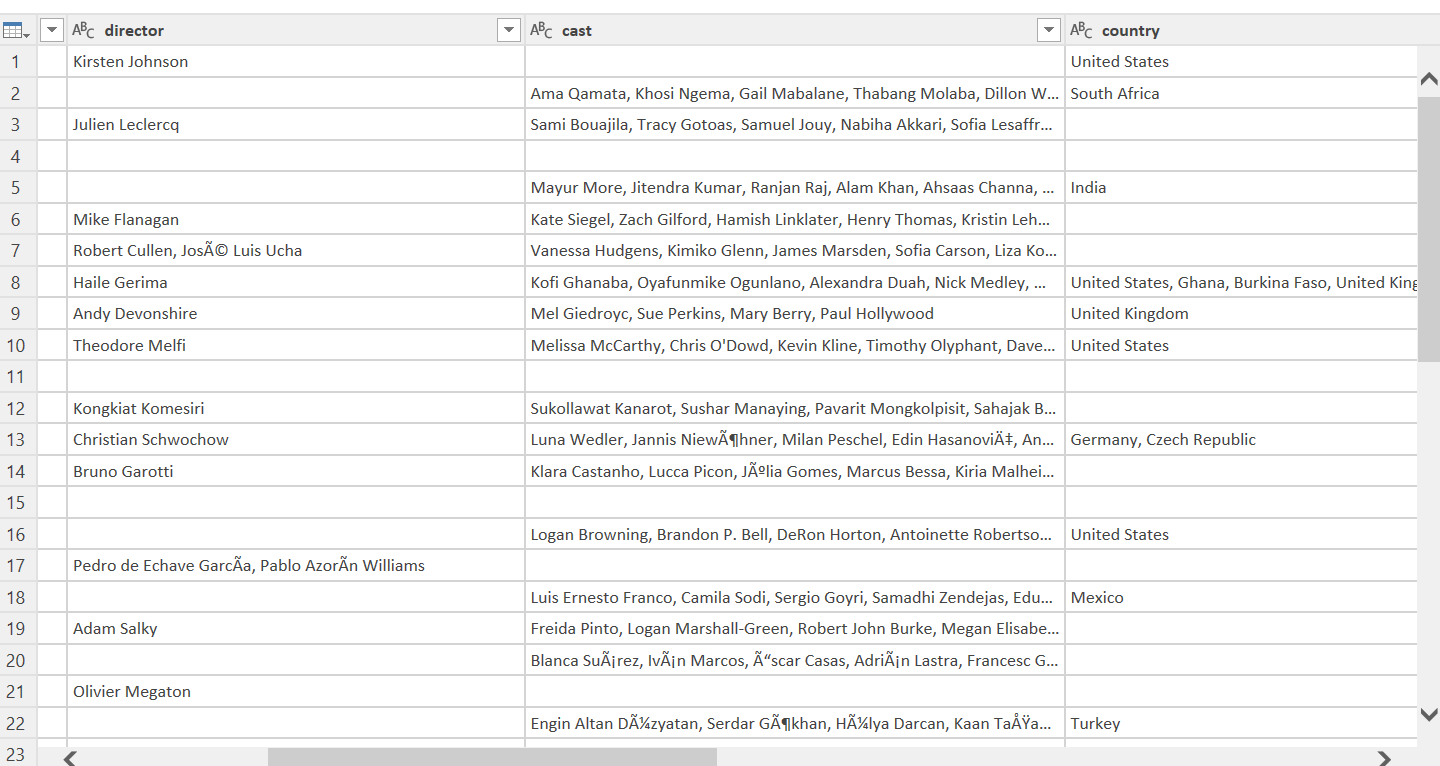 ABC director ABC cast ABC country
1 Kirsten Johnson United States
2 Ama Qamata, Khosi Ngema, Gail Mabalane, Thabang Molaba, Dillon W... South Africa
3 Julien Leclercq Sami Bouajila, Tracy Gotoas, Samuel Jouy, Nabiha Akkari, Sofia Lesaffr...
4
5 Mayur More, Jitendra Kumar, Ranjan Raj, Alam Khan, Ahsaas Channa, ... India
6 Mike Flanagan Kate Siegel, Zach Gilford, Hamish Linklater, Henry Thomas, Kristin Leh...
7 Robert Cullen, JosÃ© Luis Ucha Vanessa Hudgens, Kimiko Glenn, James Marsden, Sofia Carson, Liza Ko...
8 Haile Gerima Kofi Ghanaba, Oyafunmike Ogunlano, Alexandra Duah, Nick Medley, ... United States, Ghana, Burkina Faso, United King
9 Andy Devonshire Mel Giedroyc, Sue Perkins, Mary Berry, Paul Hollywood United Kingdom
10 Theodore Melfi Melissa McCarthy, Chris O'Dowd, Kevin Kline, Timothy Olyphant, Dave... United States
11
12 Kongkiat Komesiri Sukollawat Kanarot, Sushar Manaying, Pavarit Mongkolpisit, Sahajak B...
13 Christian Schwochow Luna Wedler, Jannis NiewÃ¶hner, Milan Peschel, Edin HasanoviÄ‡, An... Germany, Czech Republic
14 Bruno Garotti Klara Castanho, Lucca Picon, JÃºlia Gomes, Marcus Bessa, Kiria Malhei...
15
16 Logan Browning, Brandon P. Bell, DeRon Horton, Antoinette Robertso... United States
17 Pedro de Echave GarcÃa, Pablo AzorÃn Williams
18 Luis Ernesto Franco, Camila Sodi, Sergio Goyri, Samadhi Zendejas, Edu... Mexico
19 Adam Salky Freida Pinto, Logan Marshall-Green, Robert John Burke, Megan Elisabe...
20 Blanca SuÃ¡rez, IvÃ¡n Marcos, Ã“scar Casas, AdriÃ¡n Lastra, Francesc G...
21 Olivier Megaton
22 Engin Altan DÃ¼zyatan, Serdar GÃ¶khan, HÃ¼lya Darcan, Kaan TaÅŸa... Turkey
23